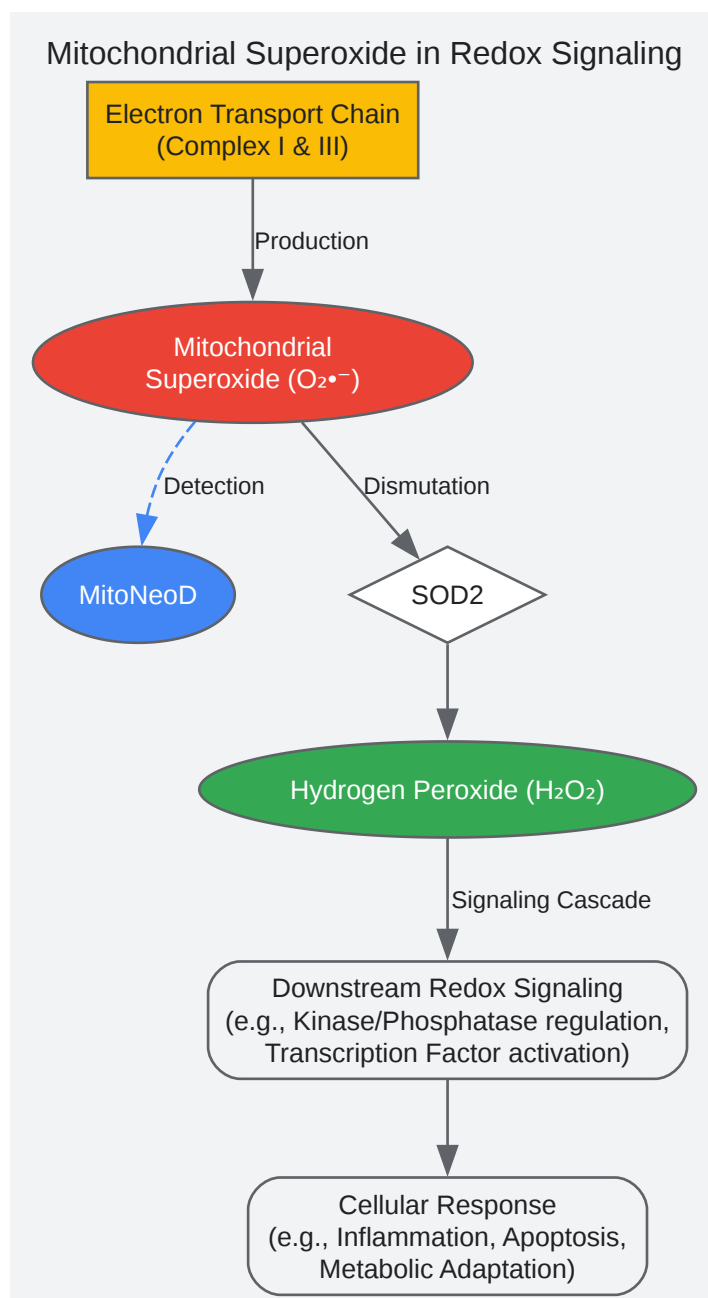 Mitochondrial Superoxide in Redox Signaling
Electron Transport Chain
(Complex I & III)
Production
Mitochondrial
Superoxide (O₂•⁻)
Detection
Dismutation
MitoNeoD
SOD2
Hydrogen Peroxide (H₂O₂)
Signaling Cascade
Downstream Redox Signaling
(e.g., Kinase/Phosphatase regulation,
Transcription Factor activation)
Cellular Response
(e.g., Inflammation, Apoptosis,
Metabolic Adaptation)